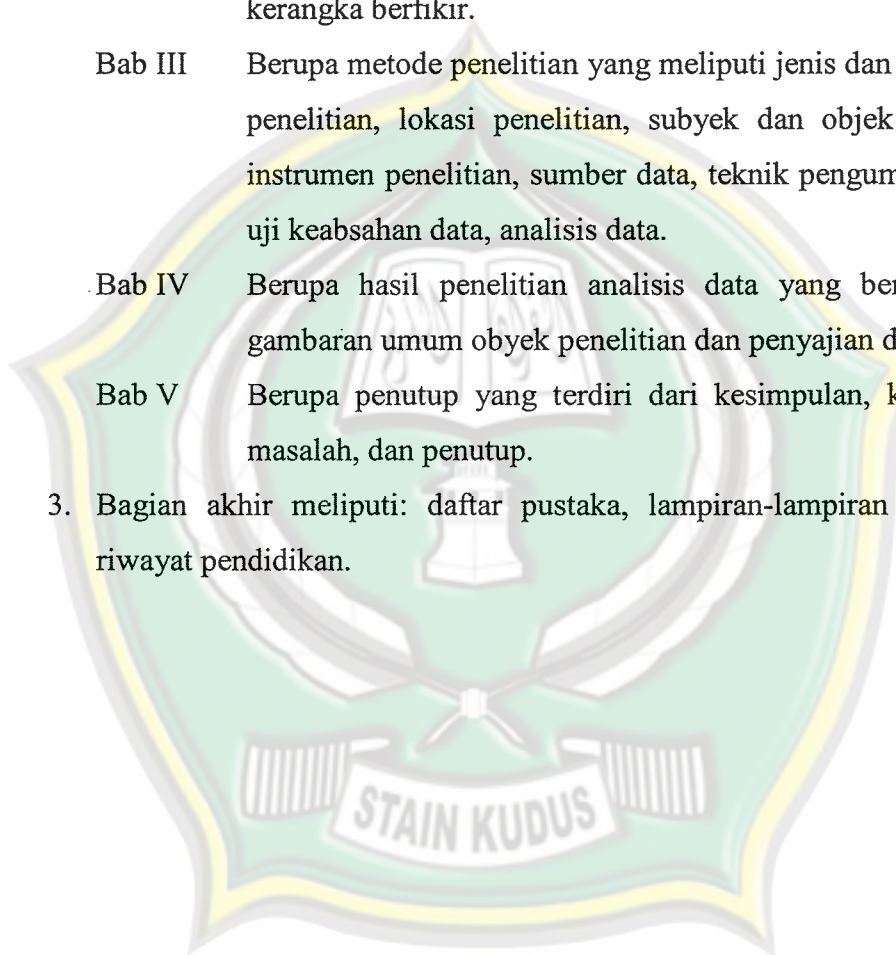 kerangka berfikir.
Bab III Berupa metode penelitian yang meliputi jenis dan
penelitian, lokasi penelitian, subyek dan objek
instrumen penelitian, sumber data, teknik pengum
uji keabsahan data, analisis data.
Bab IV Berupa hasil penelitian analisis data yang ber
gambaran umum obyek penelitian dan penyajian d
Bab V Berupa penutup yang terdiri dari kesimpulan, k
masalah, dan penutup.
3. Bagian akhir meliputi: daftar pustaka, lampiran-lampiran
riwayat pendidikan.
STAIN KUDUS